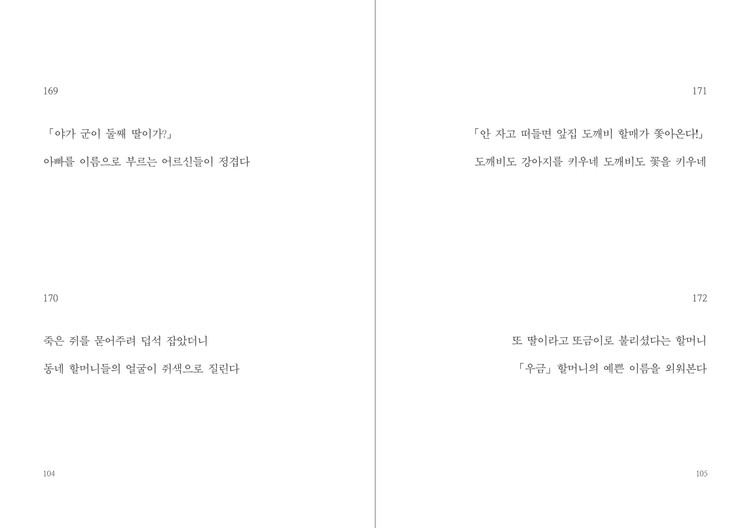 169
「야가 군이 둘째 딸이가?」
아빠를 이름으로 부르는 어르신들이 정겹다
170
죽은 쥐를 묻어주려 덥석 잡았더니
동네 할머니들의 얼굴이 쥐색으로 질린다
104
171
「안 자고 떠들면 앞집 도깨비 할매가 쫓아온다!」
도깨비도 강아지를 키우네 도깨비도 꽃을 키우네
172
또 딸이라고 또금이로 불리셨다는 할머니
「우금」 할머니의 예쁜 이름을 외워본다
105